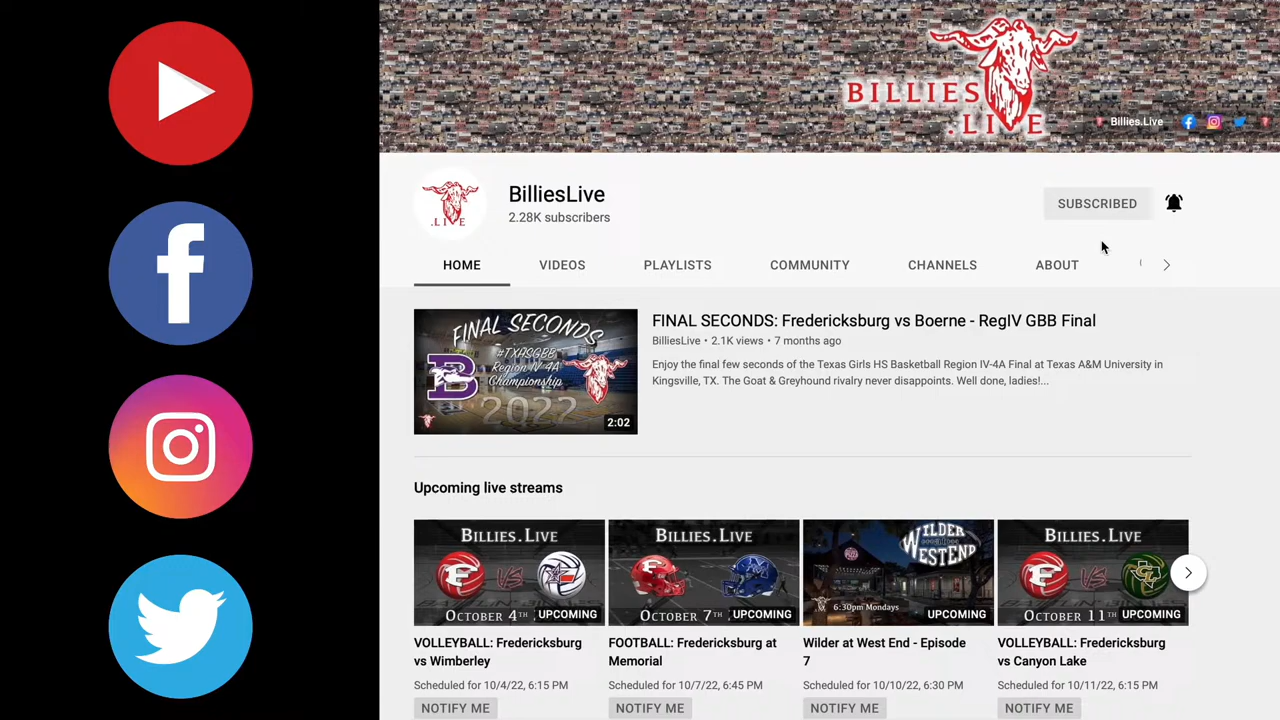 BILLIES
.LIVE
Billies.Live
.LIVE
BilliesLive
2.28K subscribers
SUBSCRIBED
HOME
VIDEOS
PLAYLISTS
COMMUNITY
CHANNELS
ABOUT
FINAL SECONDS
#TXASGBB
Region IV-4A
Championship
2022
B
2:02
FINAL SECONDS: Fredericksburg vs Boerne - RegIV GBB Final
BilliesLive • 2.1K views • 7 months ago
Enjoy the final few seconds of the Texas Girls HS Basketball Region IV-4A Final at Texas A&M University in
Kingsville, TX. The Goat & Greyhound rivalry never disappoints. Well done, ladies!...
Upcoming live streams
BILLIES.LIVE
F VS
OCTOBER 4TH
UPCOMING
VOLLEYBALL: Fredericksburg
vs Wimberley
Scheduled for 10/4/22, 6:15 PM
NOTIFY ME
BILLIES.LIVE
F VS M
OCTOBER 7TH
UPCOMING
FOOTBALL: Fredericksburg at
Memorial
Scheduled for 10/7/22, 6:45 PM
NOTIFY ME
WILDER
AT
WESTEND
6:30pm Mondays
UPCOMING
Wilder at West End - Episode
7
Scheduled for 10/10/22, 6:30 PM
NOTIFY ME
BILLIES.LIVE
F VS
OCTOBER 11TH
UPCOMING
VOLLEYBALL: Fredericksburg
vs Canyon Lake
Scheduled for 10/11/22, 6:15 PM
NOTIFY ME